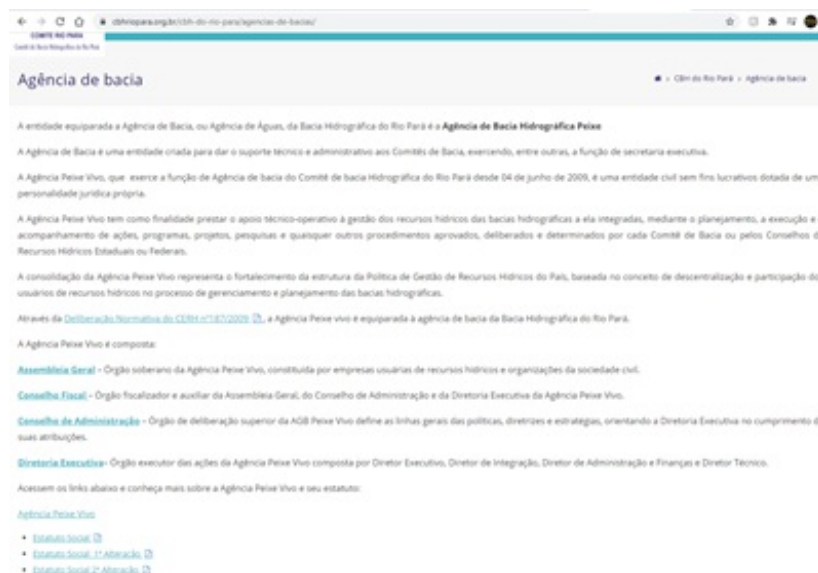 cbhriopara.org.br/cbh-do-rio-para/agencias-de-bacias/
COMITÊ RIO PARÁ
Comitê da Bacia Hidrográfica do Rio Pará
Agência de bacia
CBH do Rio Pará > Agência de bacia
A entidade equiparada a Agência de Bacia, ou Agência de Águas, da Bacia Hidrográfica do Rio Pará é a Agência de Bacia Hidrográfica Peixe
A Agência de Bacia é uma entidade criada para dar o suporte técnico e administrativo aos Comitês de Bacia, exercendo, entre outras, a função de secretaria executiva.
A Agência Peixe Vivo, que exerce a função de Agência de bacia do Comitê de bacia Hidrográfica do Rio Pará desde 04 de junho de 2009, é uma entidade civil sem fins lucrativos dotada de um
personalidade jurídica própria.
A Agência Peixe Vivo tem como finalidade prestar o apoio técnico-operativo à gestão dos recursos hídricos das bacias hidrográficas a ela integradas, mediante o planejamento, a execução e
acompanhamento de ações, programas, projetos, pesquisas e quaisquer outros procedimentos aprovados, deliberados e determinados por cada Comitê de Bacia ou pelos Conselhos d
Recursos Hídricos Estaduais ou Federais.
A consolidação da Agência Peixe Vivo representa o fortalecimento da estrutura da Política de Gestão de Recursos Hídricos do País, baseada no conceito de descentralização e participação do
usuários de recursos hídricos no processo de gerenciamento e planejamento das bacias hidrográficas.
Através da Deliberação Normativa do CERH nº187/2009 , a Agência Peixe vivo é equiparada à agência de bacia da Bacia Hidrográfica do Rio Pará.
A Agência Peixe Vivo é composta:
Assembleia Geral – Órgão soberano da Agência Peixe Vivo, constituída por empresas usuárias de recursos hídricos e organizações da sociedade civil.
Conselho Fiscal – Órgão fiscalizador e auxiliar da Assembleia Geral, do Conselho de Administração e da Diretoria Executiva da Agência Peixe Vivo.
Conselho de Administração – Órgão de deliberação superior da AGB Peixe Vivo define as linhas gerais das políticas, diretrizes e estratégias, orientando a Diretoria Executiva no cumprimento d
suas atribuições.
Diretoria Executiva– Órgão executor das ações da Agência Peixe Vivo composta por Diretor Executivo, Diretor de Integração, Diretor de Administração e Finanças e Diretor Técnico.
Acessem os links abaixo e conheça mais sobre a Agência Peixe Vivo e seu estatuto:
Agência Peixe Vivo
Estatuto Social
Estatuto Social 1ª Alteração
Estatuto Social 2ª Alteração